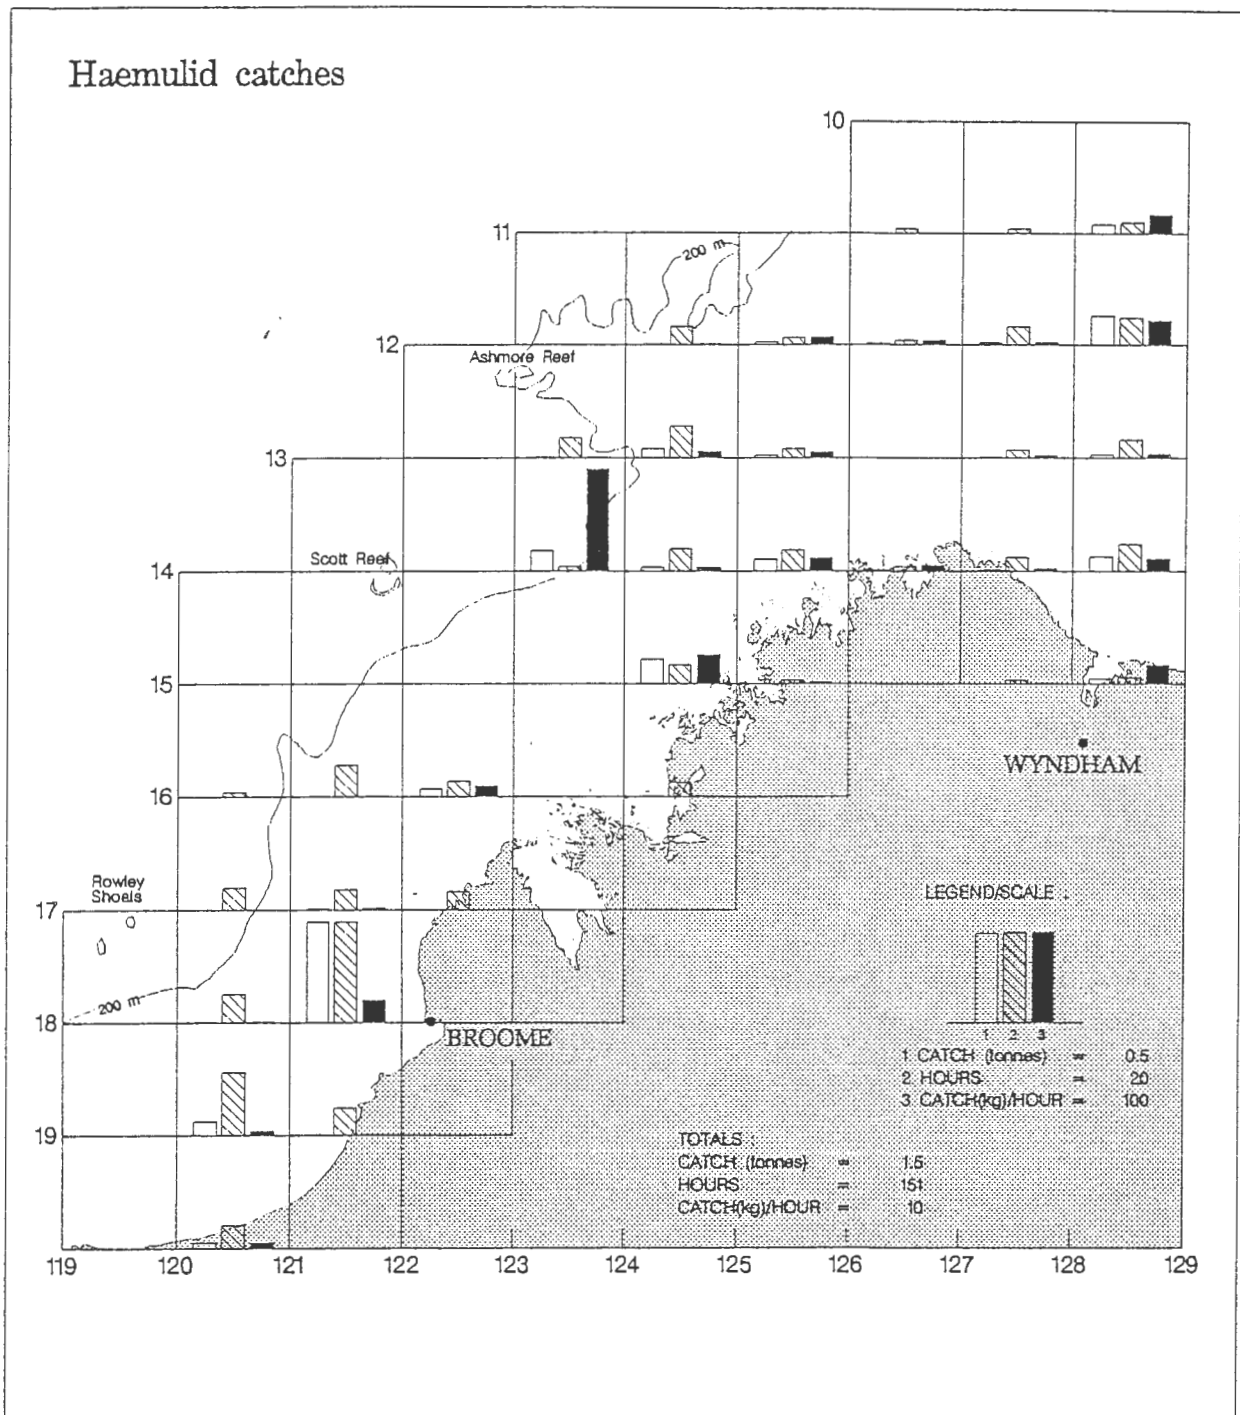 Haemulid catches
10
11
200 m
12
Ashmore Reef
13
Scott Reef
14
15
WYNDHAM
16
Rowley
Shoals
LEGEND/SCALE :
17
200 m
18
BROOME
1 2 3
1 CATCH (tonnes) = 0.5
2 HOURS = 20
3 CATCH(kg)/HOUR = 100
19
TOTALS :
CATCH (tonnes) = 1.5
HOURS = 151
CATCH(kg)/HOUR = 10
119 120 121 122 123 124 125 126 127 128 129